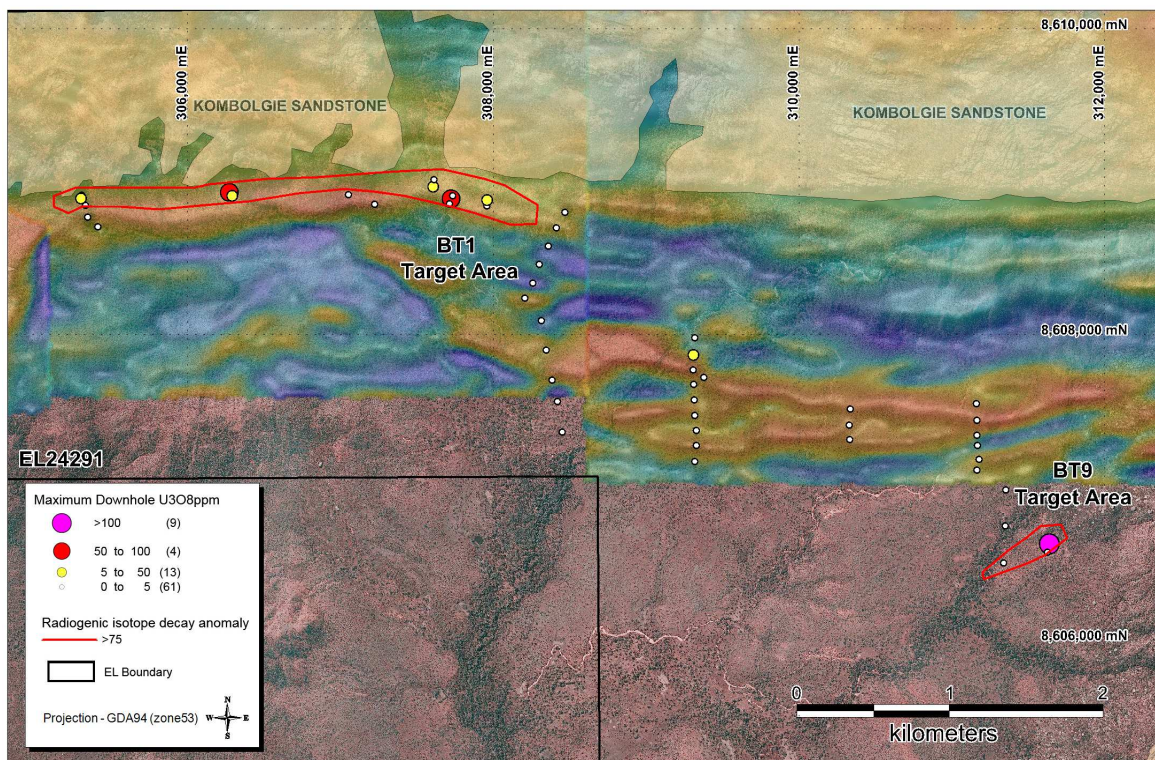 8,610,000 mN
306,000 mE
308,000 mE
310,000 mE
312,000 mE
KOMBOLGIE SANDSTONE
KOMBOLGIE SANDSTONE
BT1
Target Area
8,608,000 mN
EL24291
BT9
Target Area
Maximum Downhole U3O8ppm
>100 (9)
50 to 100 (4)
5 to 50 (13)
0 to 5 (61)
Radiogenic isotope decay anomaly
>75
EL Boundary
Projection - GDA94 (zone53)
N
W E
S
8,606,000 mN
0 1 2
kilometers